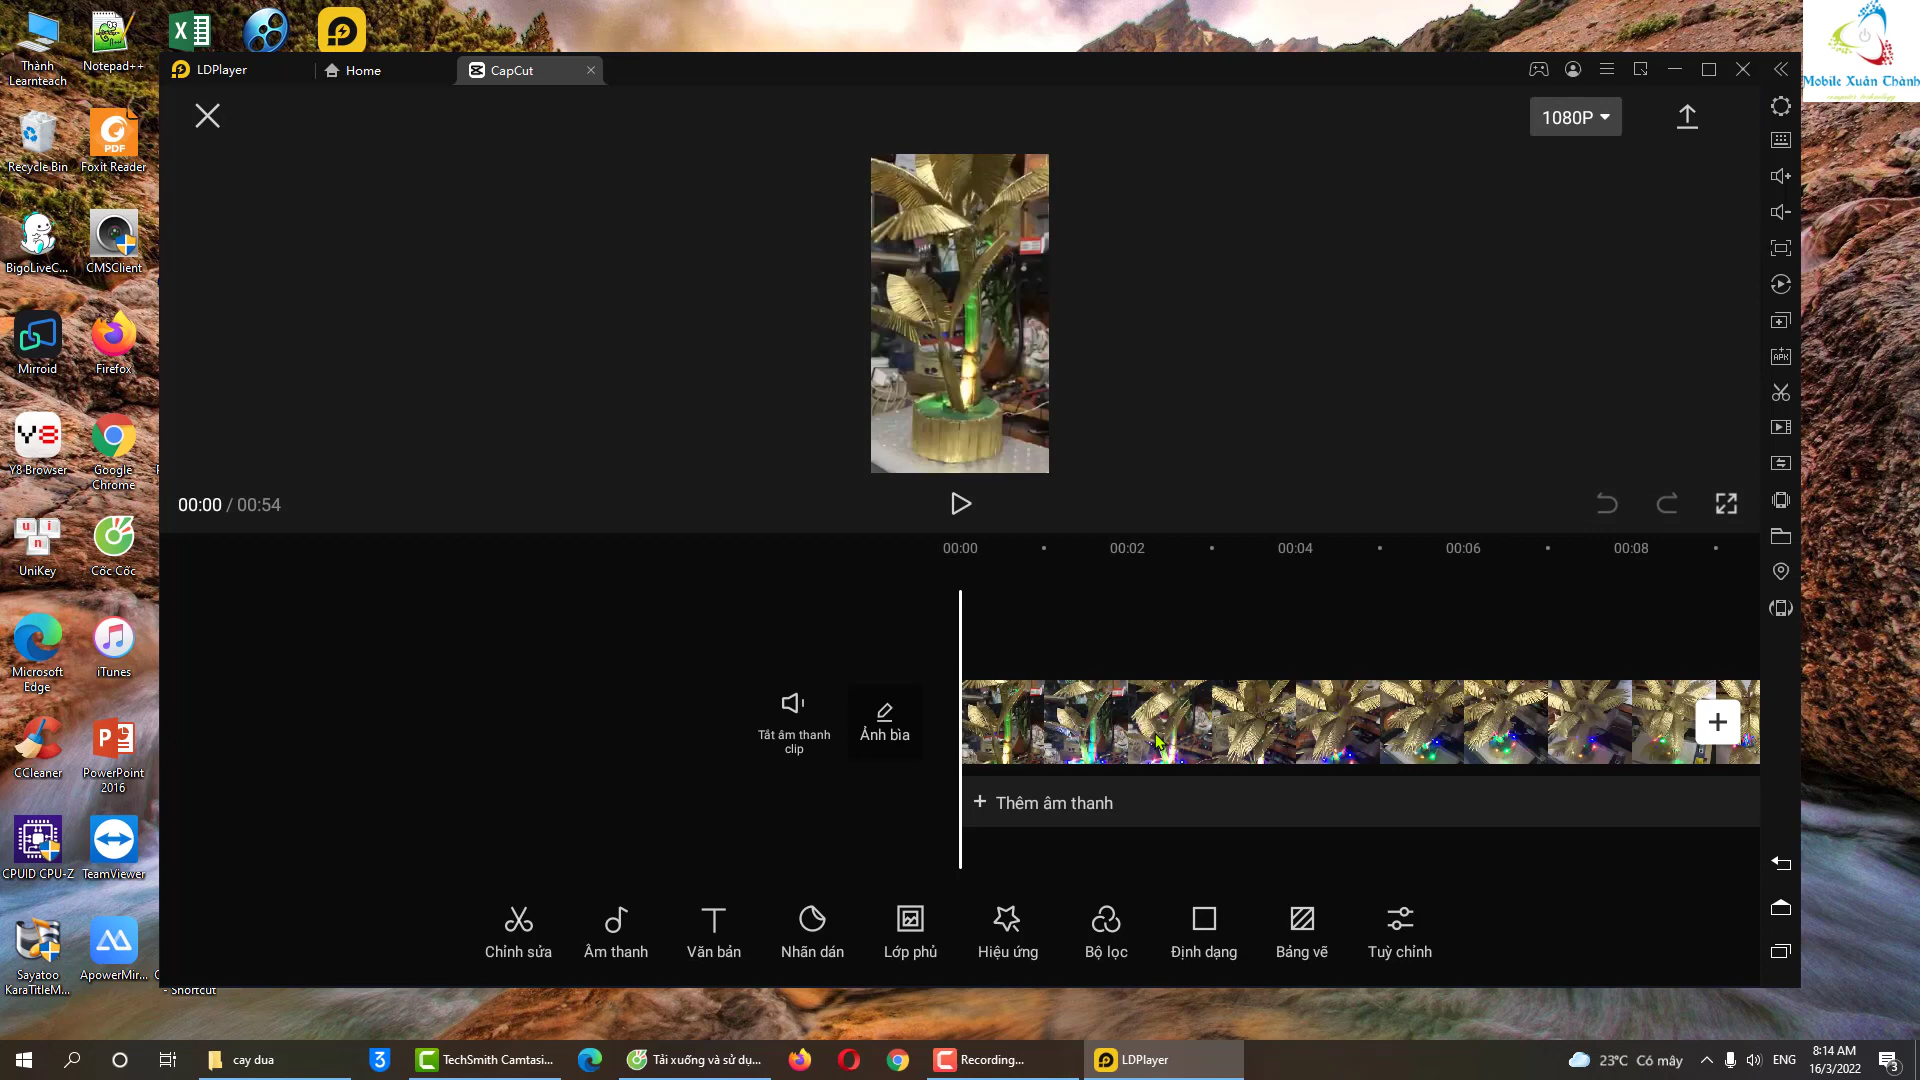 Thành
Learnteach
Notepad++
Recycle Bin
PDF
Foxit Reader
BigoLiveC...
CMSClient
Mirroid
Firefox
Y8 Browser
Google
Chrome
UniKey
Cốc Cốc
Microsoft
Edge
iTunes
CCleaner
PowerPoint
2016
CPUID CPU-Z
TeamViewer
Sayatoo
KaraTitleM...
ApowerMir...
- Shortcut
Mobile Xuân Thành
LDPlayer
Home
CapCut
1080P
00:00 / 00:54
00:00
00:02
00:04
00:06
00:08
Tắt âm thanh
clip
Ảnh bìa
+ Thêm âm thanh
Chỉnh sửa
Âm thanh
Văn bản
Nhãn dán
Lớp phủ
Hiệu ứng
Bộ lọc
Định dạng
Bảng vẽ
Tuỳ chỉnh
APK
cay dua
TechSmith Camtasi...
Tải xuống và sử dụ...
Recording...
LDPlayer
23°C Có mây
ENG
8:14 AM
16/3/2022
3